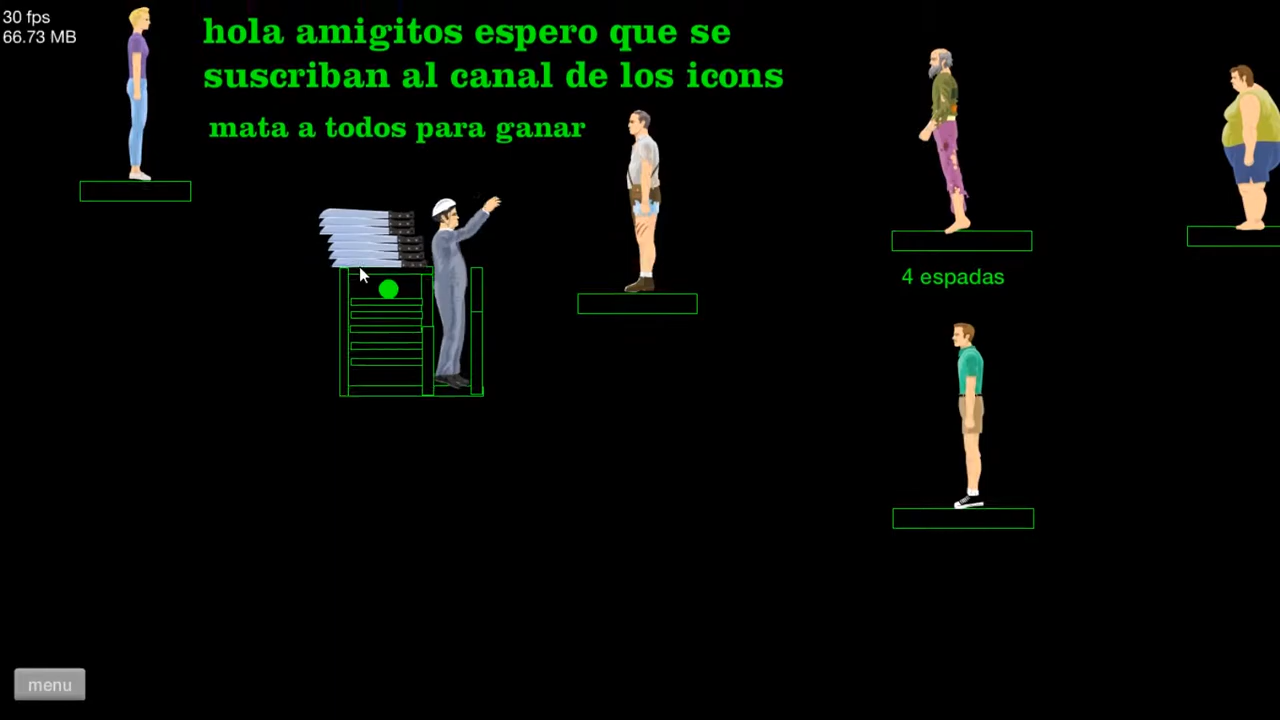 30 fps
66.73 MB
hola amigitos espero que se
suscriban al canal de los icons
mata a todos para ganar
4 espadas
menu